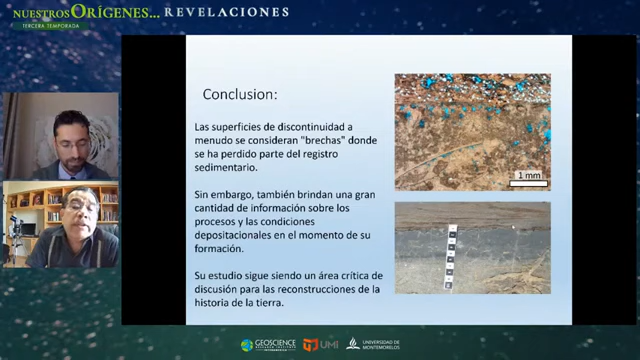 NUESTROS ORÍGENES... REVELACIONES
TERCERA TEMPORADA
Conclusion:
Las superficies de discontinuidad a
menudo se consideran "brechas" donde
se ha perdido parte del registro
sedimentario.
Sin embargo, también brindan una gran
cantidad de información sobre los
procesos y las condiciones
depositacionales en el momento de su
formación.
Su estudio sigue siendo un área crítica de
discusión para las reconstrucciones de la
historia de la tierra.
1 mm
GEOSCIENCE
RESEARCH INSTITUTE
UMI
UNIVERSIDAD DE
MONTEMORELOS